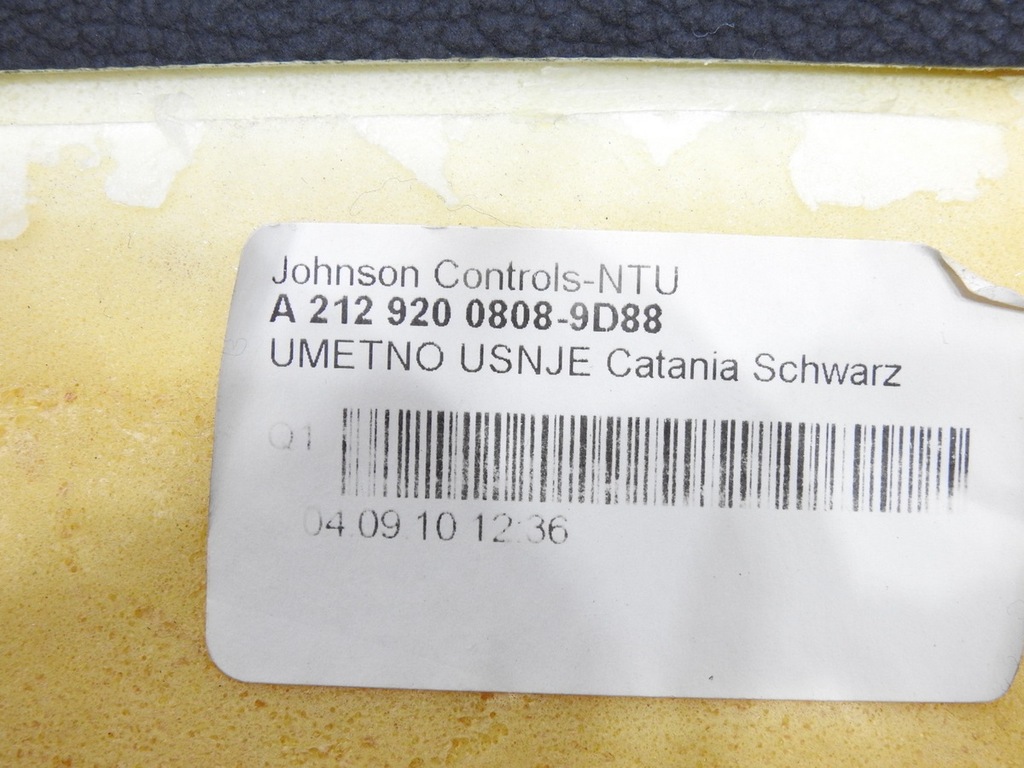 Johnson Controls-NTU
A 212 920 0808-9D88
UMETNO USNJE Catania Schwarz
Q1
04.09.10 12:36